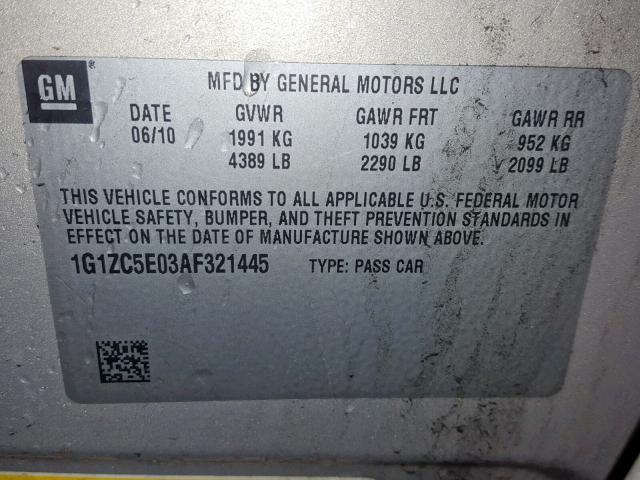 GM ®
MFD BY GENERAL MOTORS LLC
DATE GVWR GAWR FRT GAWR RR
06/10 1991 KG 1039 KG 952 KG
4389 LB 2290 LB 2099 LB
THIS VEHICLE CONFORMS TO ALL APPLICABLE U.S. FEDERAL MOTOR
VEHICLE SAFETY, BUMPER, AND THEFT PREVENTION STANDARDS IN
EFFECT ON THE DATE OF MANUFACTURE SHOWN ABOVE.
1G1ZC5E03AF321445 TYPE: PASS CAR